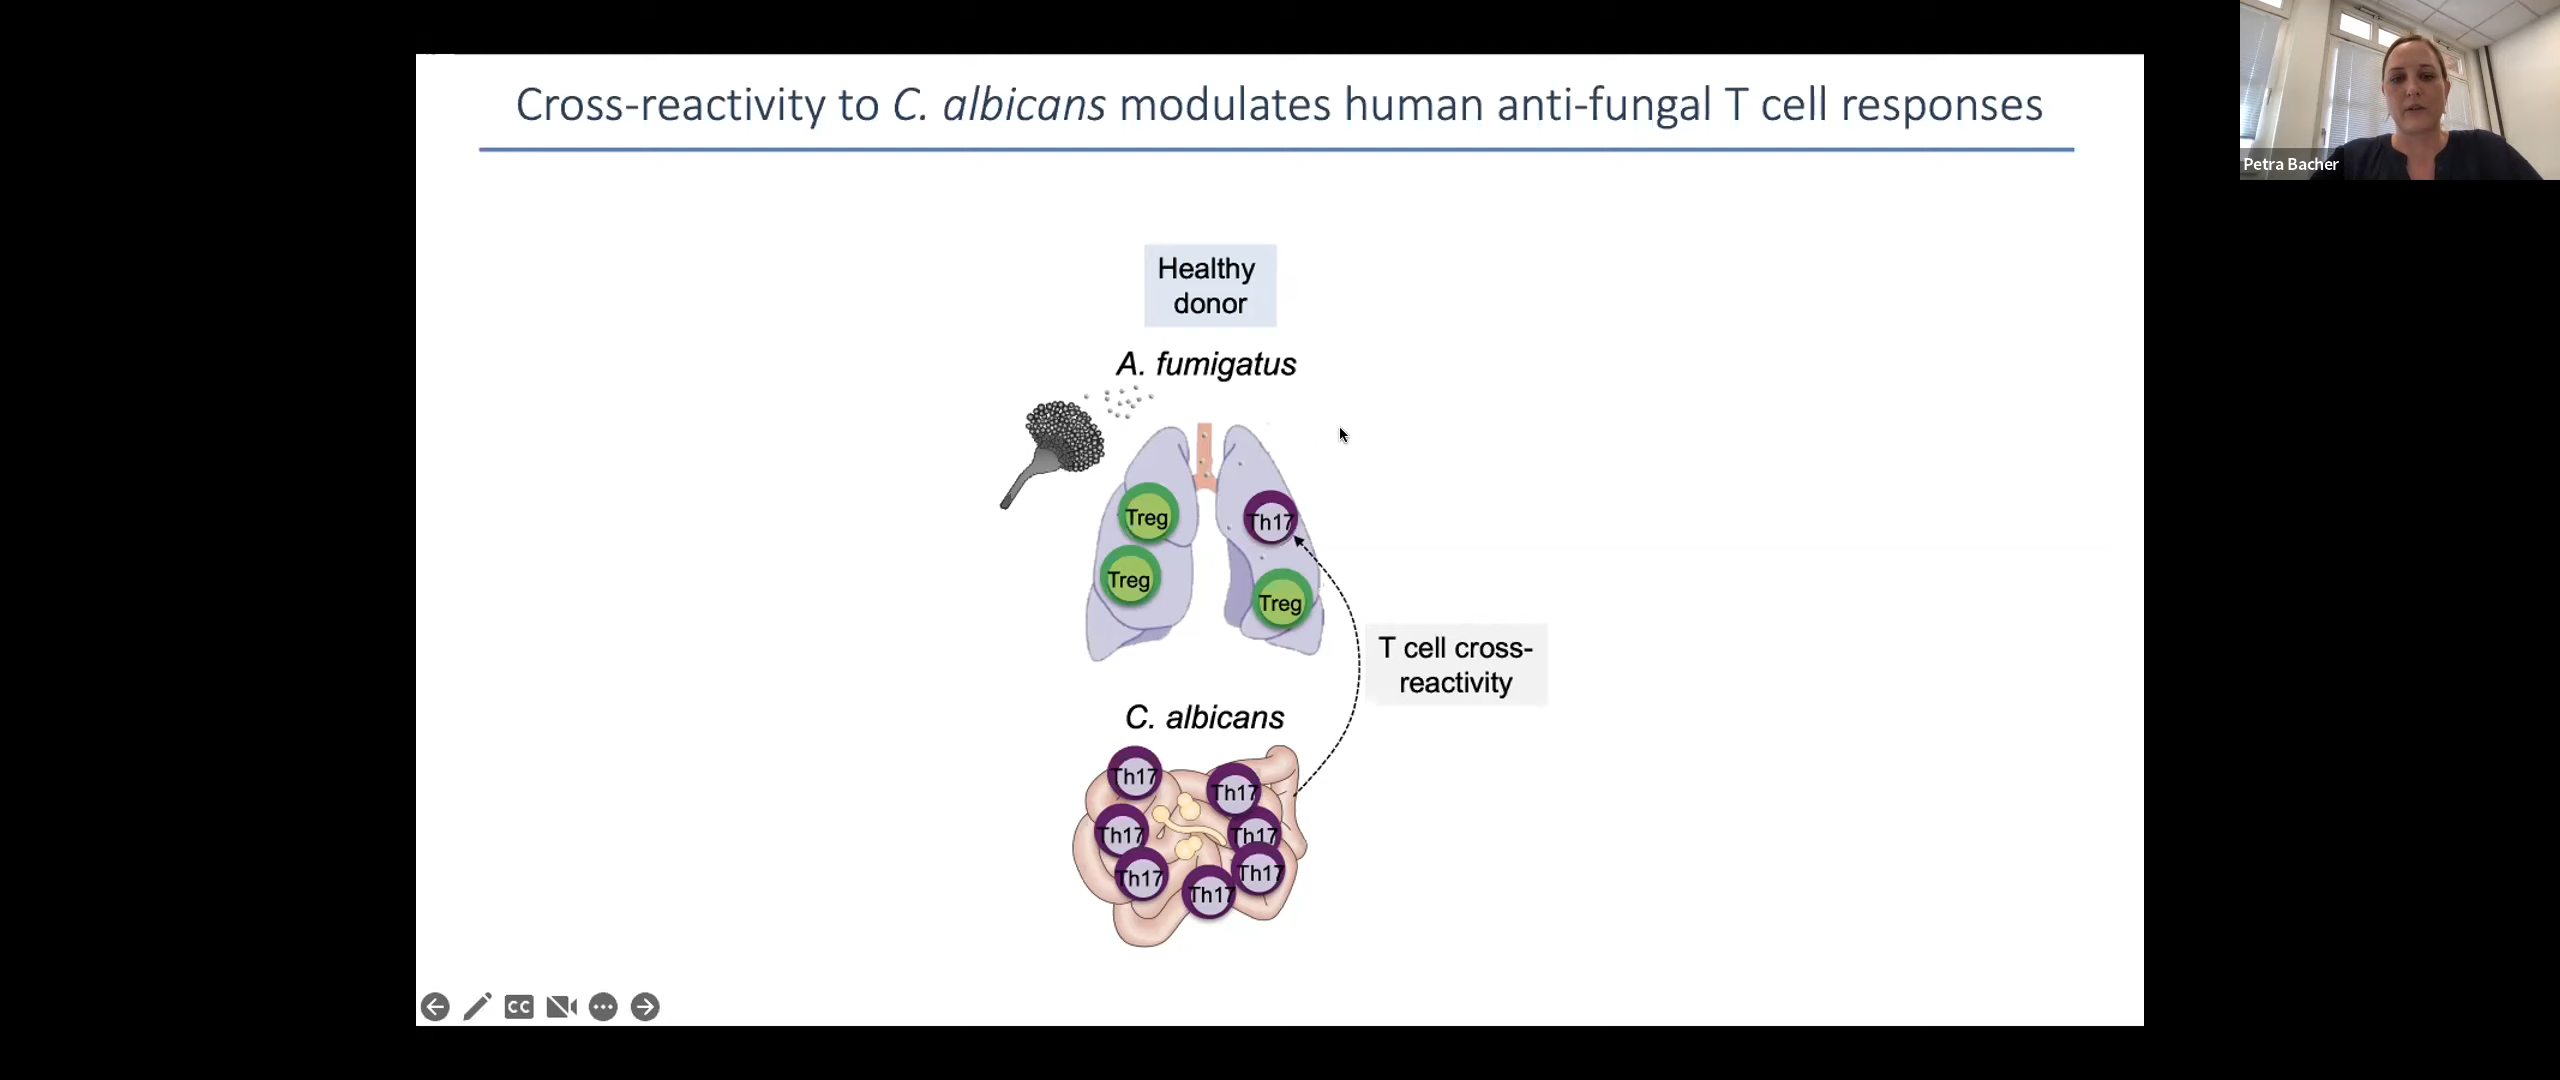 Cross-reactivity to C. albicans modulates human anti-fungal T cell responses
Petra Bacher
Healthy
donor
A. fumigatus
Treg
Th17
Treg
Treg
T cell cross-
reactivity
C. albicans
Th17
Th17
Th17
Th17
Th17
Th17
Th17
CC